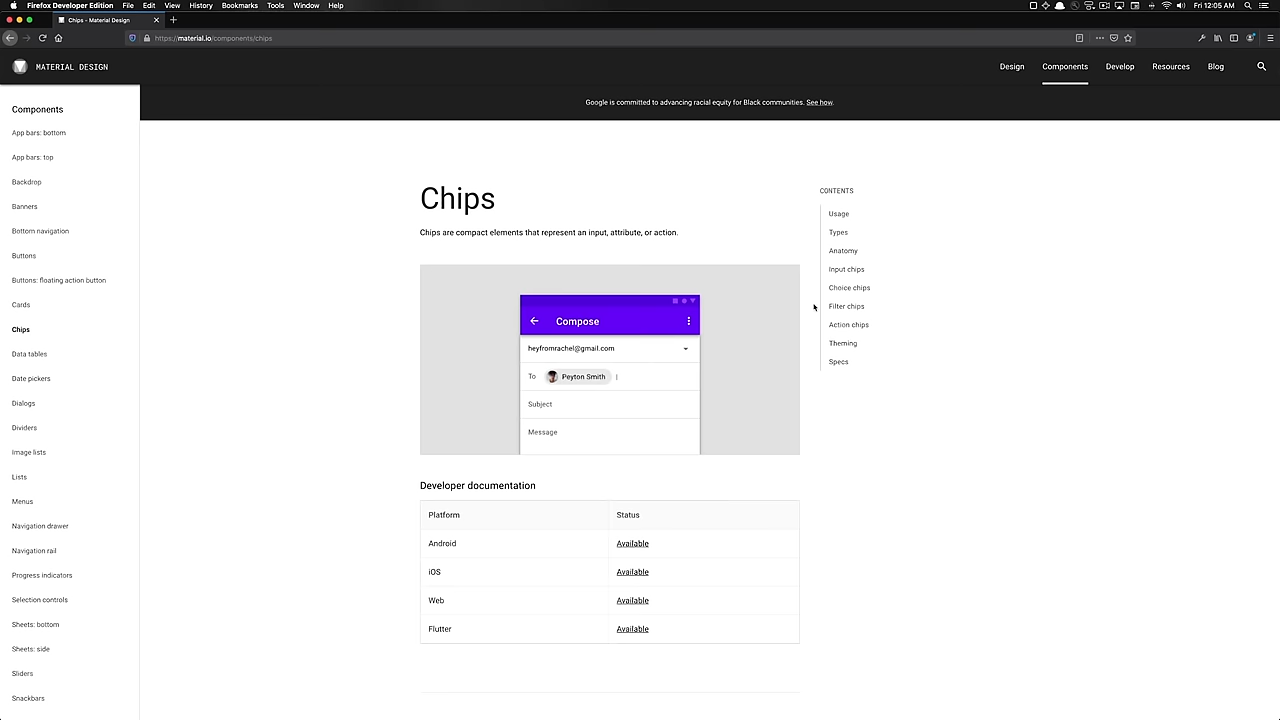 Firefox Developer Edition File Edit View History Bookmarks Tools Window Help Fri 12:05 AM
Chips - Material Design
https://material.io/components/chips
MATERIAL DESIGN
Design Components Develop Resources Blog
Google is committed to advancing racial equity for Black communities. See how.
Components
App bars: bottom
App bars: top
Backdrop
Banners
Bottom navigation
Buttons
Buttons: floating action button
Cards
Chips
Data tables
Date pickers
Dialogs
Dividers
Image lists
Lists
Menus
Navigation drawer
Navigation rail
Progress indicators
Selection controls
Sheets: bottom
Sheets: side
Sliders
Snackbars
Chips
Chips are compact elements that represent an input, attribute, or action.
Compose
heyfromrachel@gmail.com
To Peyton Smith
Subject
Message
Developer documentation
Platform Status
Android Available
iOS Available
Web Available
Flutter Available
CONTENTS
Usage
Types
Anatomy
Input chips
Choice chips
Filter chips
Action chips
Theming
Specs